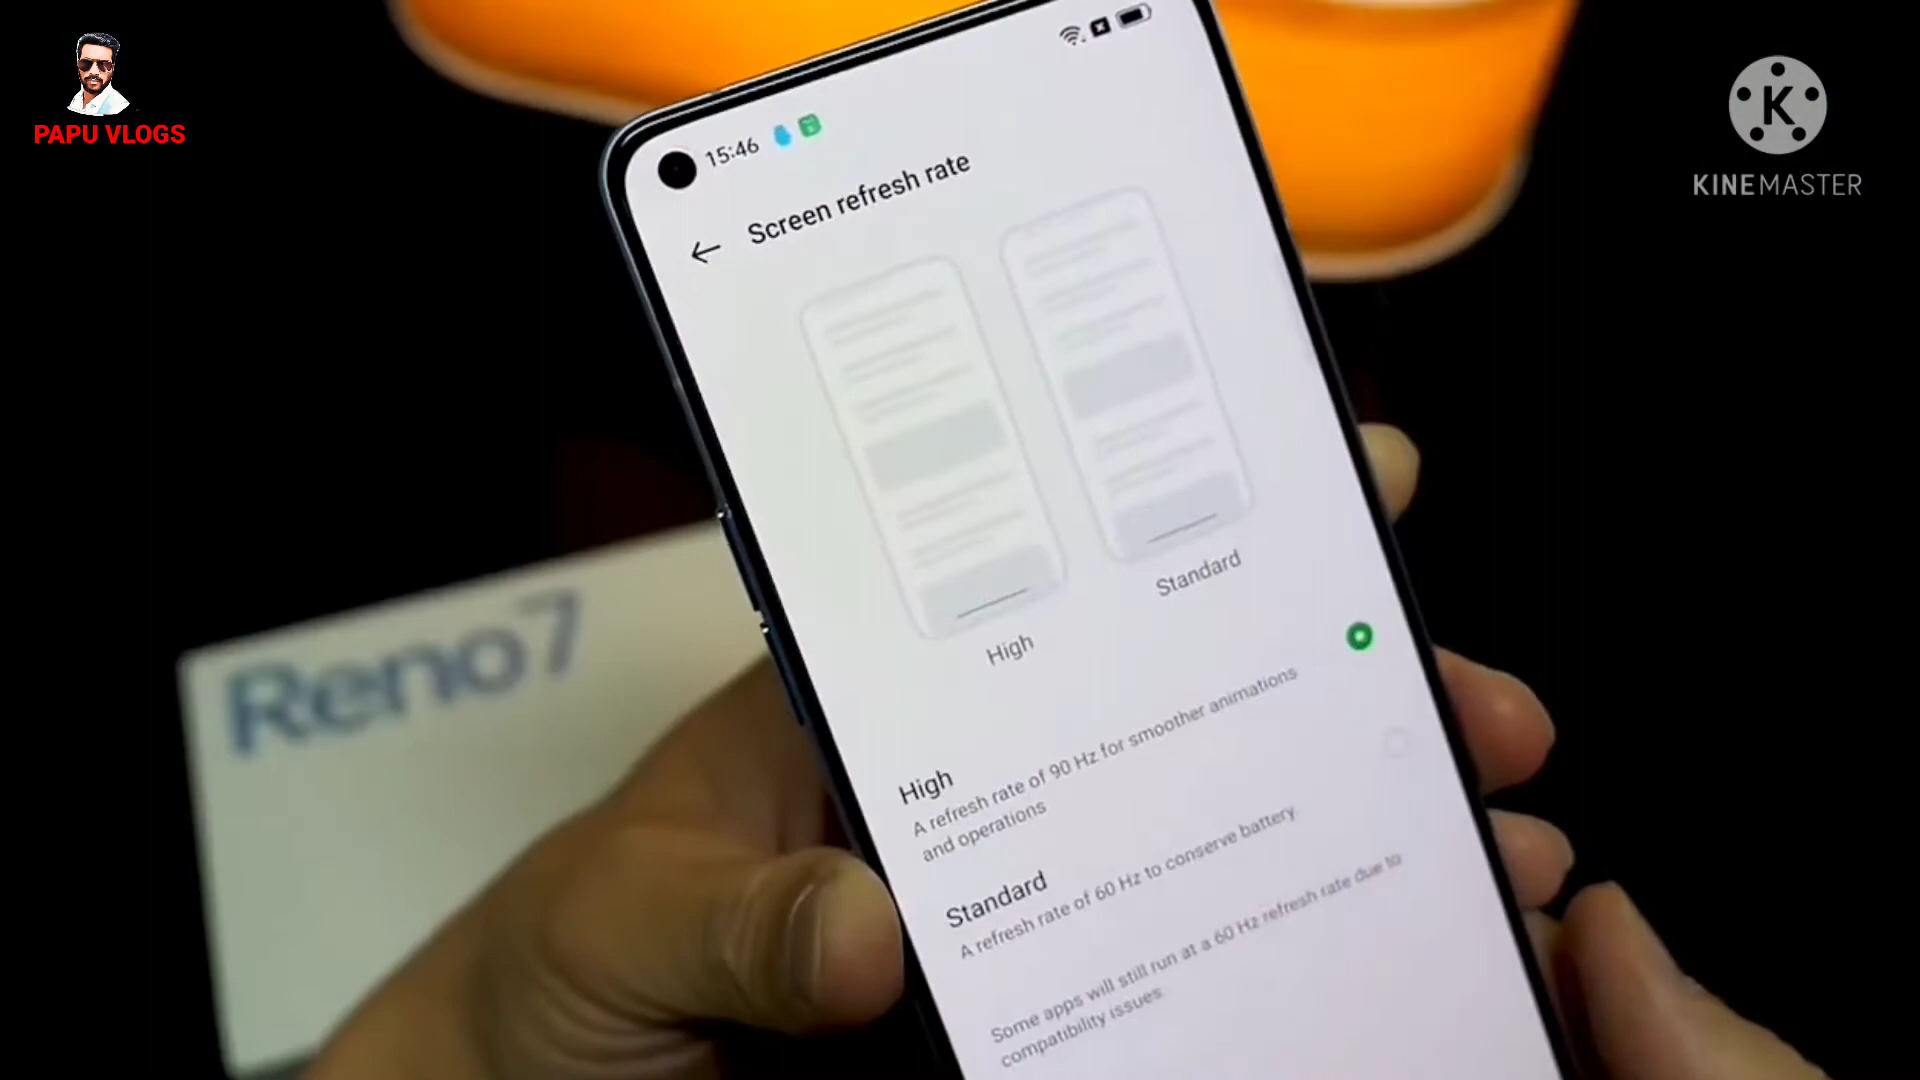 PAPU VLOGS
K
KINEMASTER
15:46
Screen refresh rate
High
Standard
High
A refresh rate of 90 Hz for smoother animations
and operations
Standard
A refresh rate of 60 Hz to conserve battery
Some apps will still run at a 60 Hz refresh rate due to
compatibility issues.
Reno7